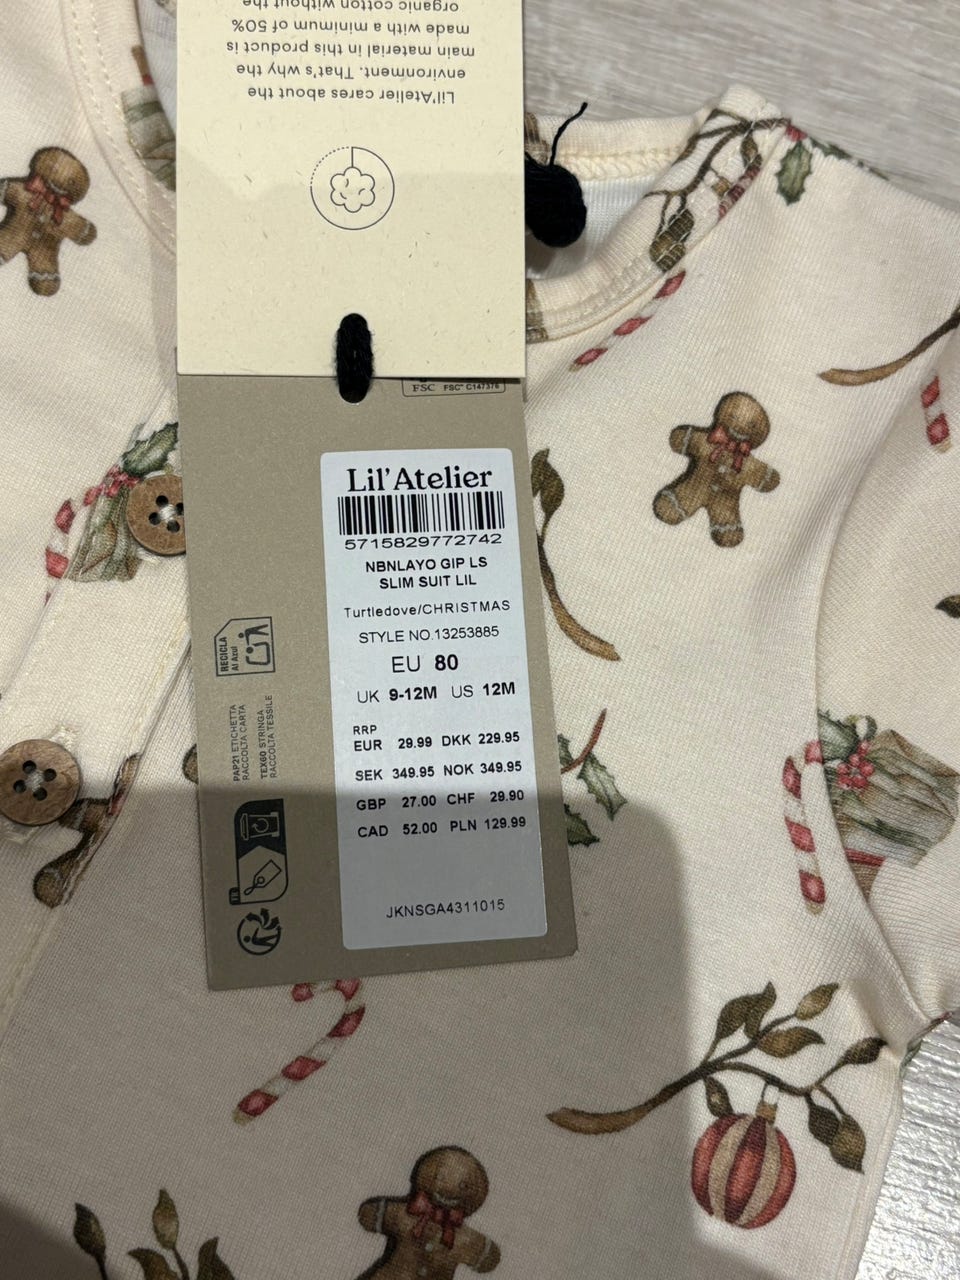 Lil'Atelier cares about the
environment. That's why the
main material in this product is
made with a minimum of 50%
organic cotton without the
FSC FSC® C147376
Lil'Atelier
5715829772742
NBNLAYO GIP LS
SLIM SUIT LIL
Turtledove/CHRISTMAS
STYLE NO.13253885
EU 80
UK 9-12M US 12M
RRP
EUR 29.99 DKK 229.95
SEK 349.95 NOK 349.95
GBP 27.00 CHF 29.90
CAD 52.00 PLN 129.99
JKNSGA4311015
RECICLA
Al Azul
PAP21 ETICHETTA
RACCOLTA CARTA
TEX60 STRINGA
RACCOLTA TESSILE